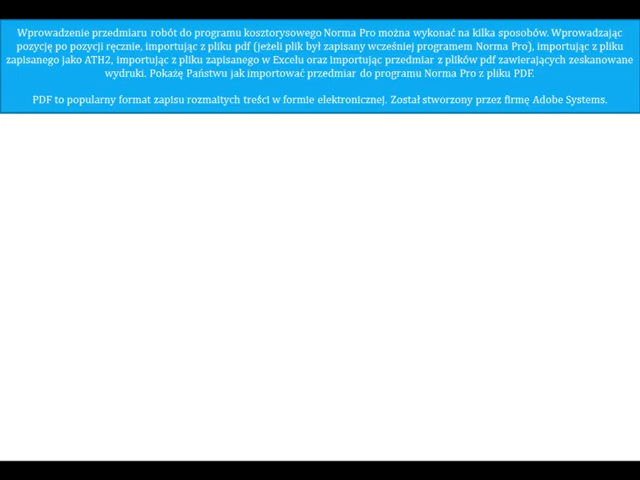 Wprowadzenie przedmiaru robót do programu kosztorysowego Norma Pro można wykonać na kilka sposobów. Wprowadzając
pozycję po pozycji ręcznie, importując z pliku pdf (jeżeli plik był zapisany wcześniej programem Norma Pro), importując z pliku
zapisanego jako ATH2, importując z pliku zapisanego w Excelu oraz importując przedmiar z plików pdf zawierających zeskanowane
wydruki. Pokażę Państwu jak importować przedmiar do programu Norma Pro z pliku PDF.
PDF to popularny format zapisu rozmaitych treści w formie elektronicznej. Został stworzony przez firmę Adobe Systems.